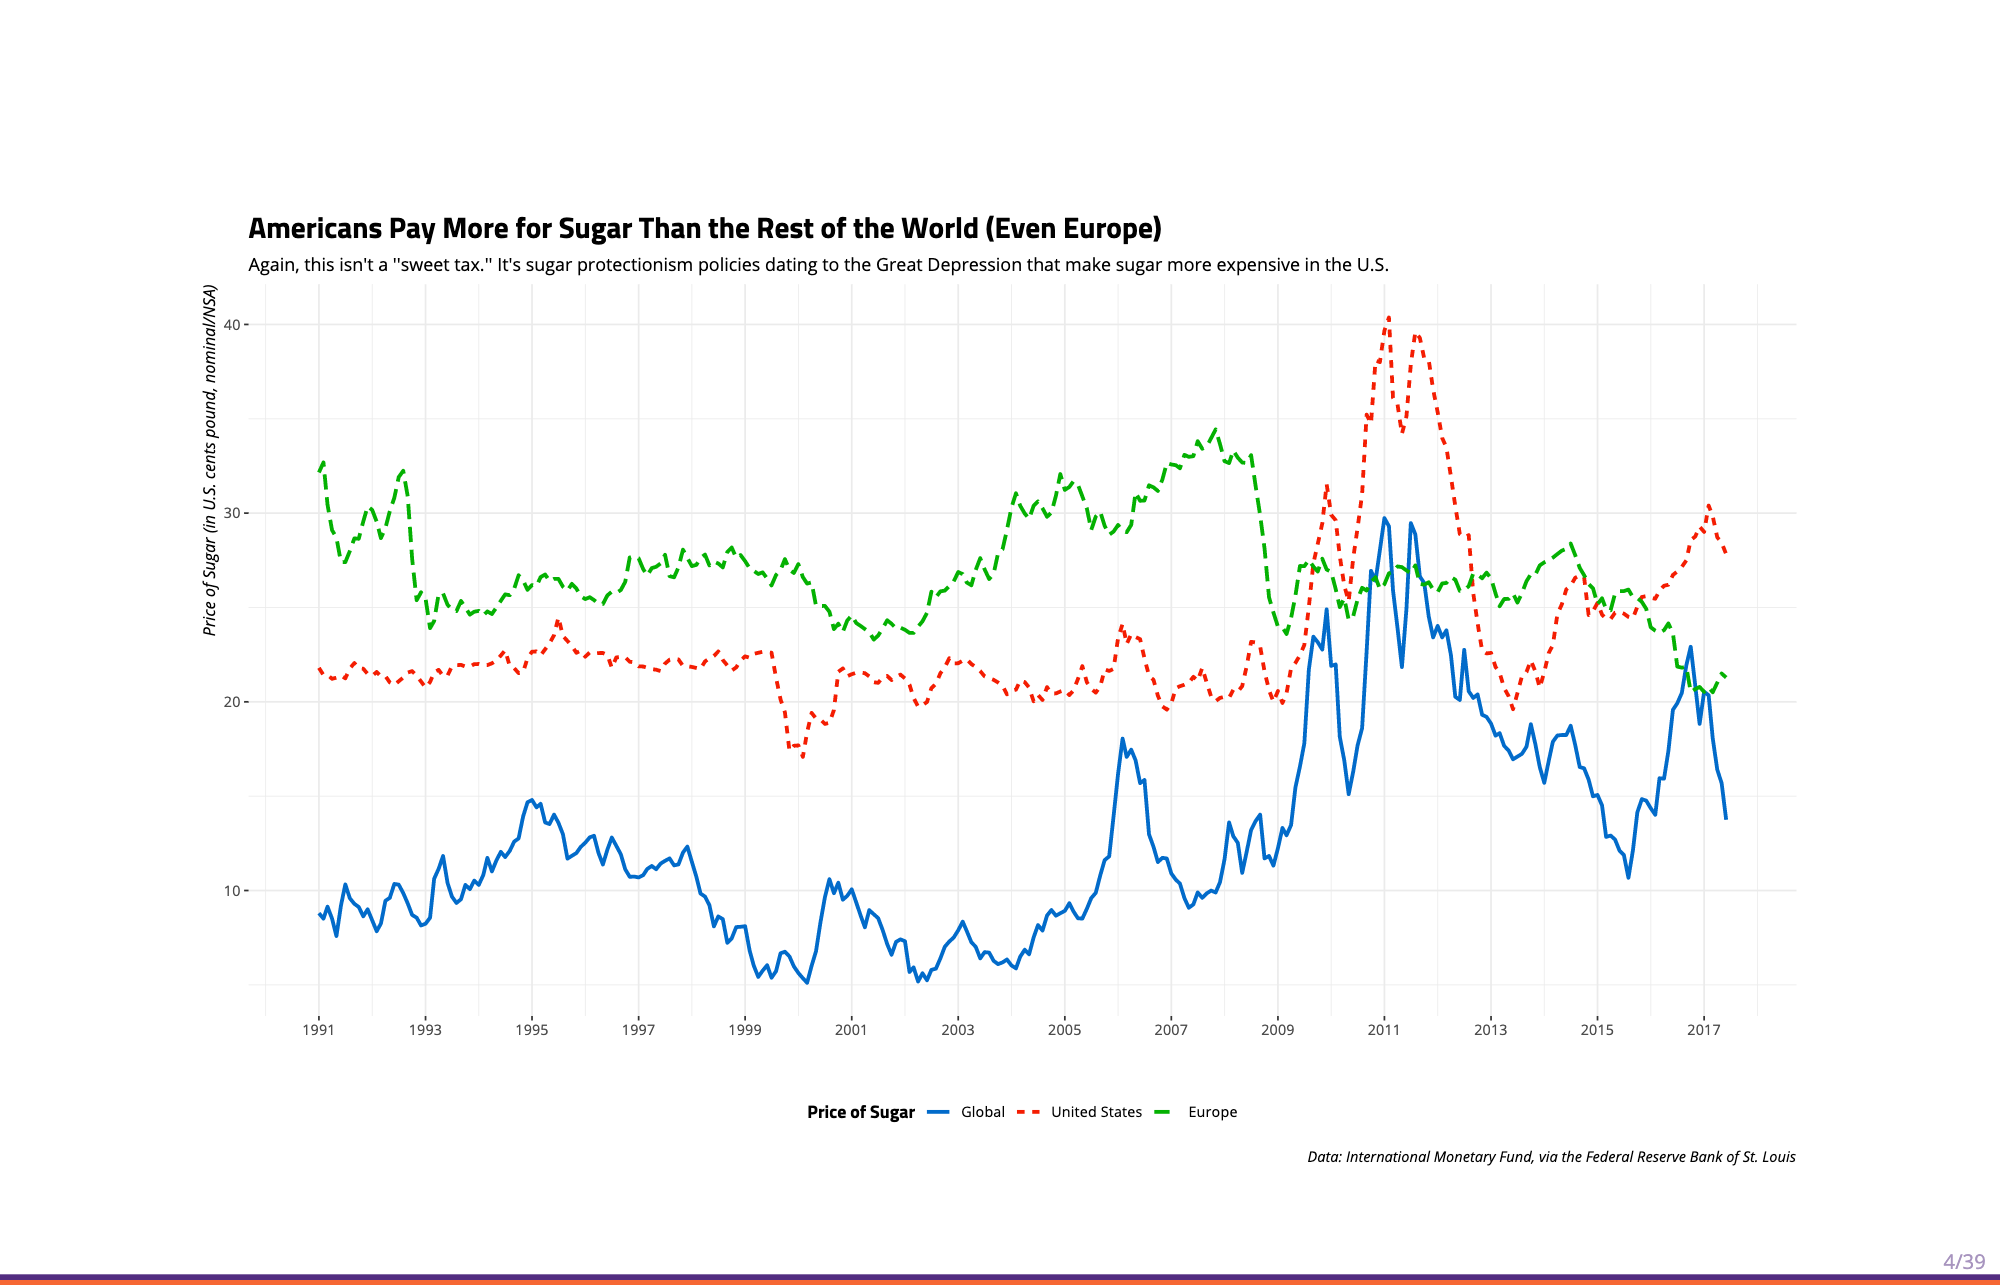 Americans Pay More for Sugar Than the Rest of the World (Even Europe)
Again, this isn't a "sweet tax." It's sugar protectionism policies dating to the Great Depression that make sugar more expensive in the U.S.
Price of Sugar (in U.S. cents pound, nominal/NSA)
40
30
20
10
1991 1993 1995 1997 1999 2001 2003 2005 2007 2009 2011 2013 2015 2017
Price of Sugar Global United States Europe
Data: International Monetary Fund, via the Federal Reserve Bank of St. Louis
4/39